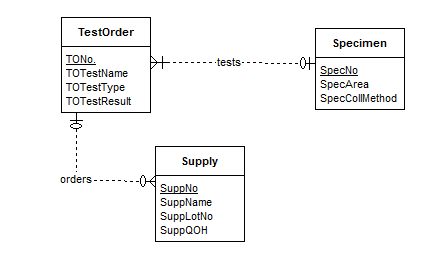 TestOrder
TONo.
TOTestName
TOTestType
TOTestResult
tests
Specimen
SpecNo
SpecArea
SpecCollMethod
orders
Supply
SuppNo
SuppName
SuppLotNo
SuppQOH